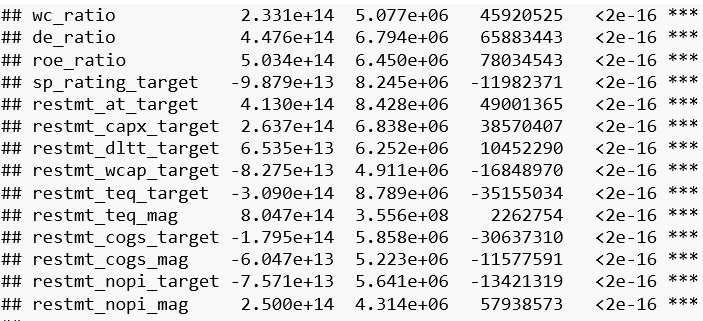 ## wc_ratio 2.331e+14 5.077e+06 45920525 <2e-16 ***
## de_ratio 4.476e+14 6.794e+06 65883443 <2e-16 ***
## roe_ratio 5.034e+14 6.450e+06 78034543 <2e-16 ***
## sp_rating_target -9.879e+13 8.245e+06 -11982371 <2e-16 ***
## restmt_at_target 4.130e+14 8.428e+06 49001365 <2e-16 ***
## restmt_capx_target 2.637e+14 6.838e+06 38570407 <2e-16 ***
## restmt_dltt_target 6.535e+13 6.252e+06 10452290 <2e-16 ***
## restmt_wcap_target -8.275e+13 4.911e+06 -16848970 <2e-16 ***
## restmt_teq_target -3.090e+14 8.789e+06 -35155034 <2e-16 ***
## restmt_teq_mag 8.047e+14 3.556e+08 2262754 <2e-16 ***
## restmt_cogs_target -1.795e+14 5.858e+06 -30637310 <2e-16 ***
## restmt_cogs_mag -6.047e+13 5.223e+06 -11577591 <2e-16 ***
## restmt_nopi_target -7.571e+13 5.641e+06 -13421319 <2e-16 ***
## restmt_nopi_mag 2.500e+14 4.314e+06 57938573 <2e-16 ***
##